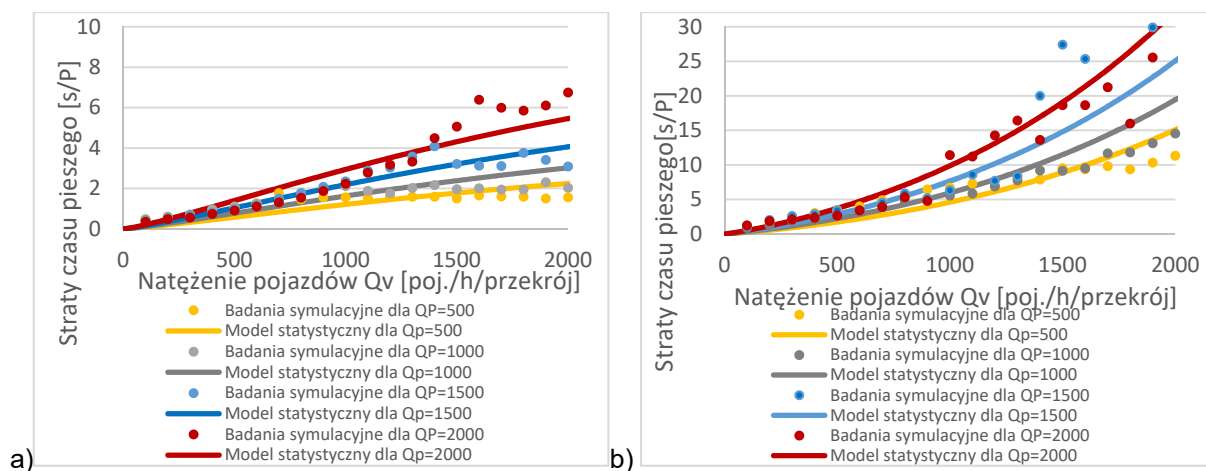 Straty czasu pieszego [s/P]
10
8
6
4
2
0
0 500 1000 1500 2000
Natężenie pojazdów Qv [poj./h/przekrój]
Badania symulacyjne dla QP=500
Model statystyczny dla Qp=500
Badania symulacyjne dla QP=1000
Model statystyczny dla Qp=1000
Badania symulacyjne dla QP=1500
Model statystyczny dla Qp=1500
Badania symulacyjne dla QP=2000
Model statystyczny dla Qp=2000
a)
Straty czasu pieszego[s/P]
30
25
20
15
10
5
0
0 500 1000 1500 2000
Natężenie pojazdów Qv [poj./h/przekrój]
Badania symulacyjne dla QP=500
Model statystyczny dla Qp=500
Badania symulacyjne dla QP=1000
Model statystyczny dla Qp=1000
Badania symulacyjne dla QP=1500
Model statystyczny dla Qp=1500
Badania symulacyjne dla QP=2000
Model statystyczny dla Qp=2000
b)